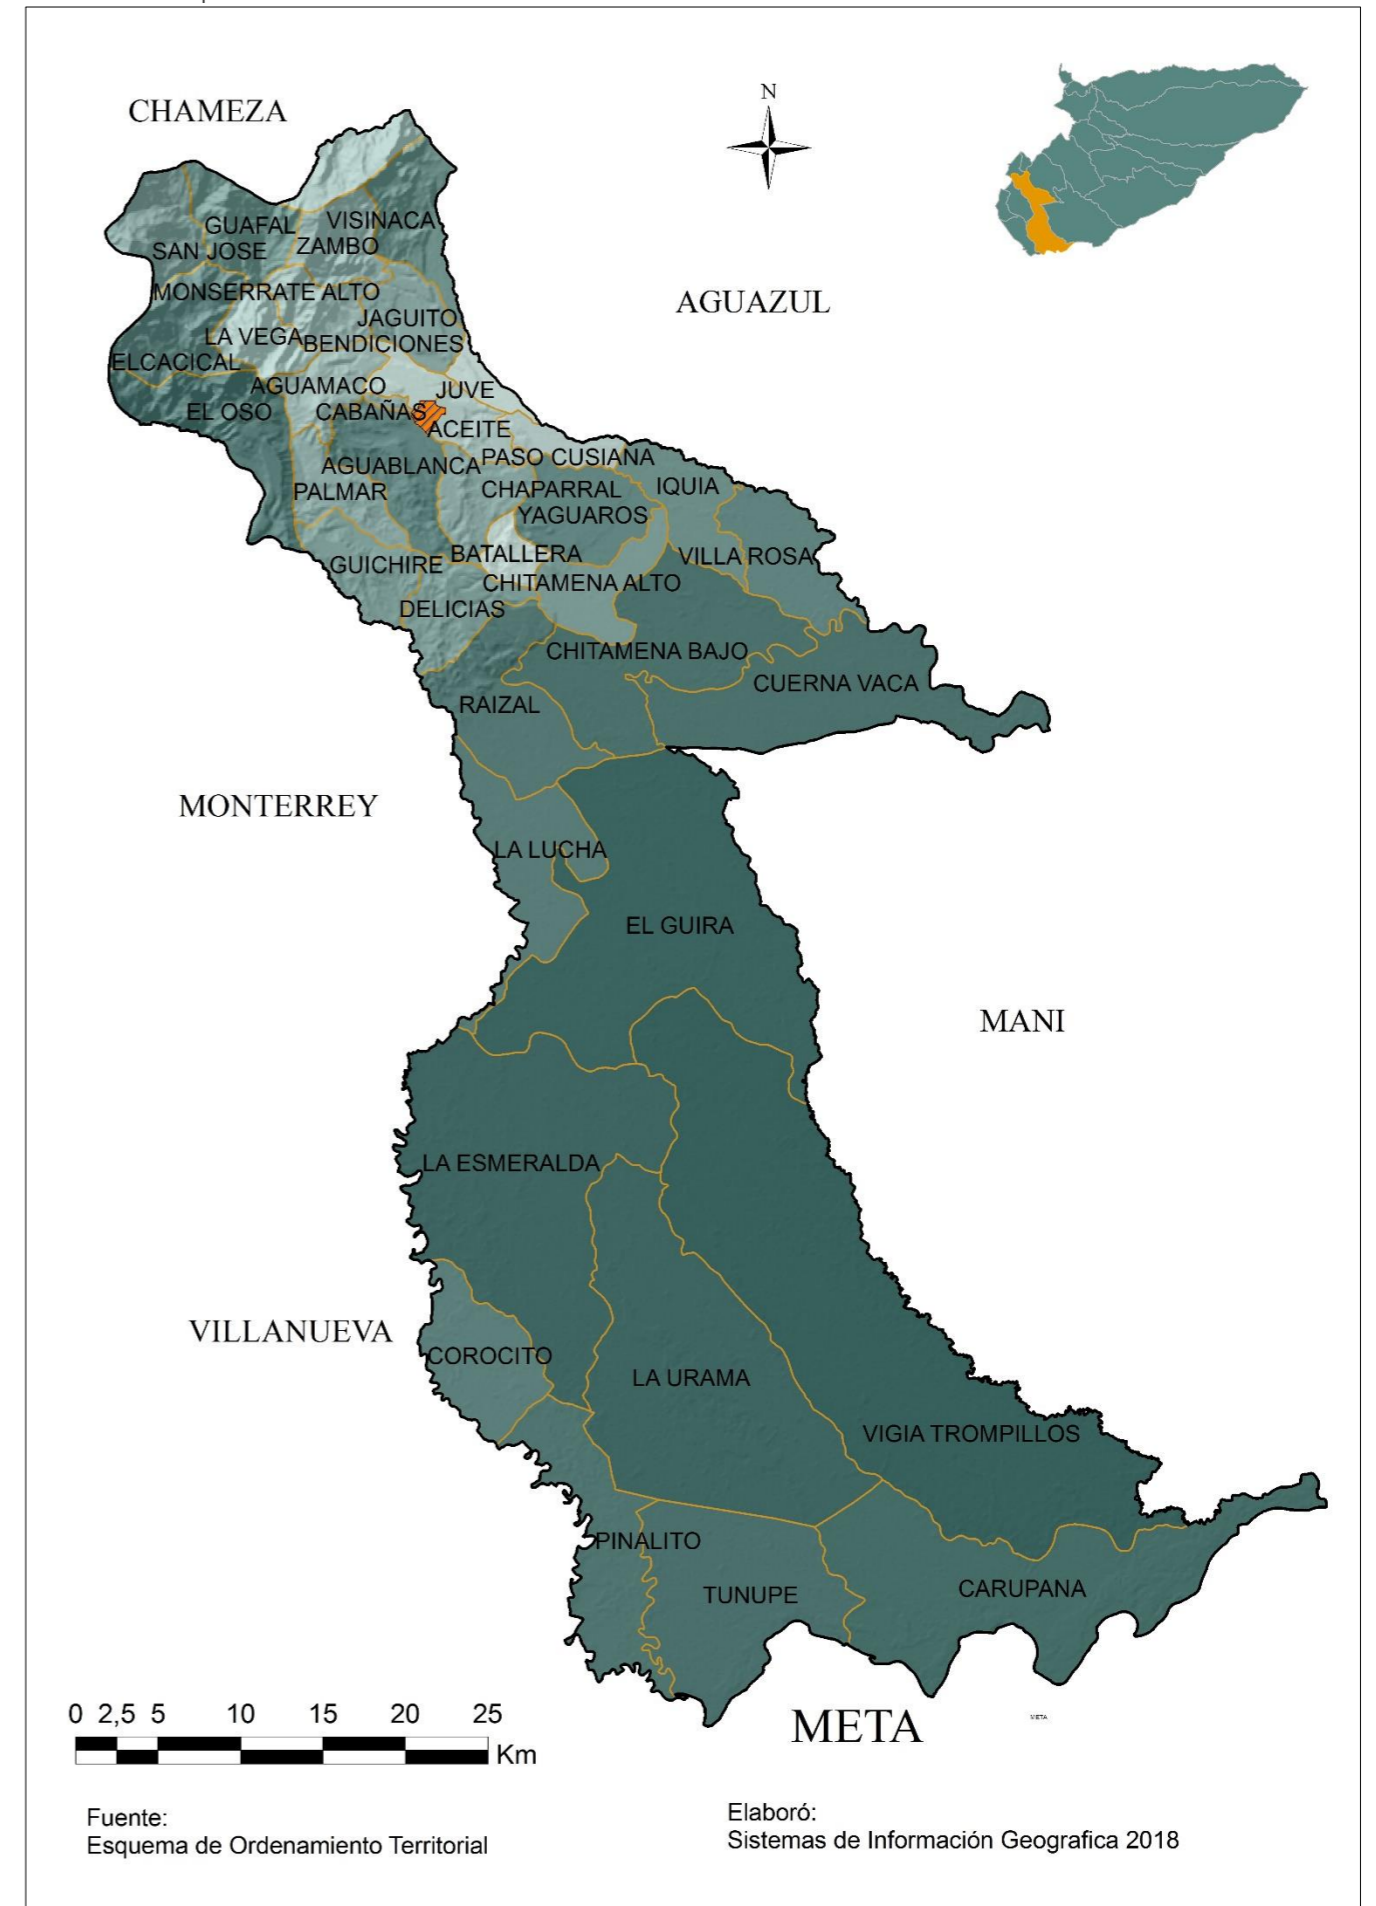 N
CHAMEZA
AGUAZUL
VISINACA
GUAFAL
ZAMBO
SAN JOSE
MONSERRATE ALTO
JAGUITO
LA VEGA
BENDICIONES
ELCACICAL
AGUAMACO
JUVE
EL OSO
CABAÑAS
ACEITE
PASO CUSIANA
AGUABLANCA
IQUIA
PALMAR
CHAPARRAL
YAGUAROS
BATALLERA
VILLA ROSA
GUICHIRE
CHITAMENA ALTO
DELICIAS
CHITAMENA BAJO
CUERNA VACA
RAIZAL
MONTERREY
LA LUCHA
EL GUIRA
MANI
LA ESMERALDA
VILLANUEVA
COROCITO
LA URAMA
VIGIA TROMPILLOS
PINALITO
TUNUPE
CARUPANA
META
META
0 2,5 5 10 15 20 25
Km
Fuente:
Esquema de Ordenamiento Territorial
Elaboró:
Sistemas de Información Geografica 2018